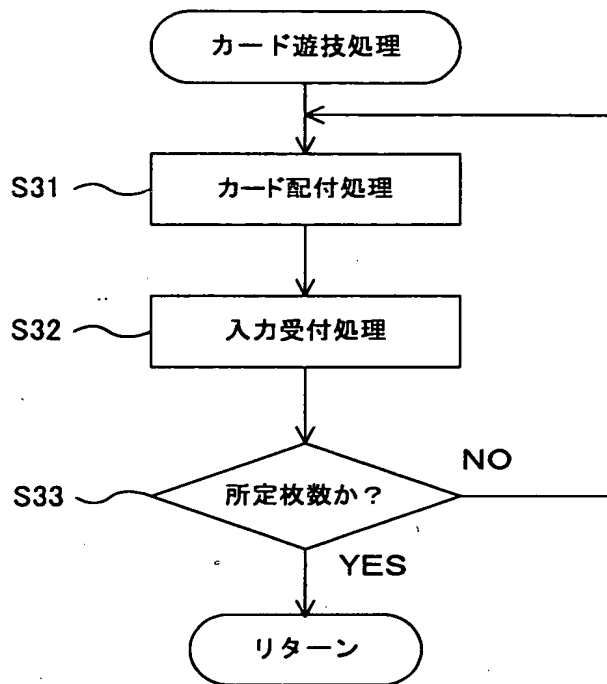 カード遊技処理
S31
カード配付処理
S32
入力受付処理
S33
所定枚数か？
NO
YES
リターン